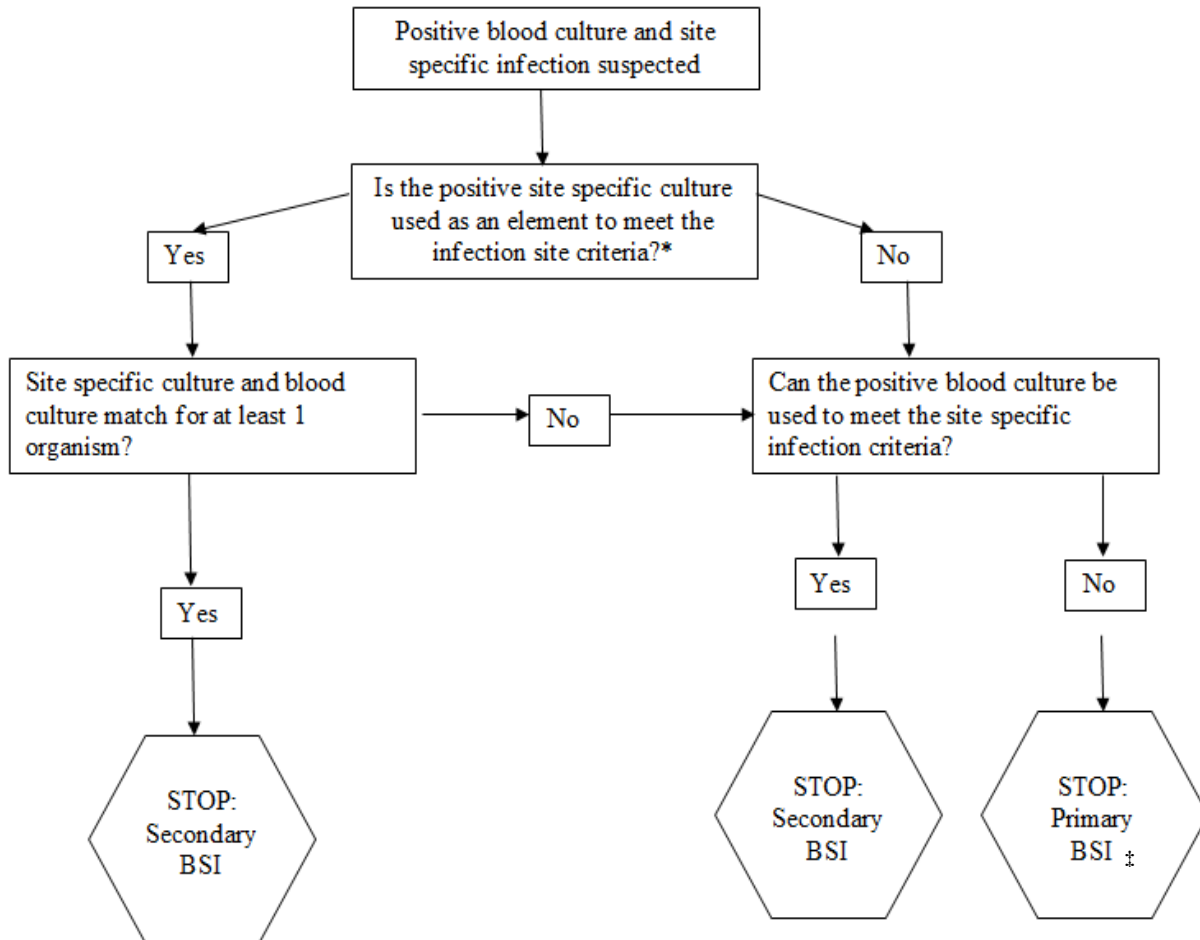 Positive blood culture and site
specific infection suspected
Is the positive site specific culture
used as an element to meet the
infection site criteria?*
Yes
No
Site specific culture and blood
culture match for at least 1
organism?
No
Can the positive blood culture be
used to meet the site specific
infection criteria?
Yes
Yes
No
STOP:
Secondary
BSI
STOP:
Secondary
BSI
STOP:
Primary
BSI ‡